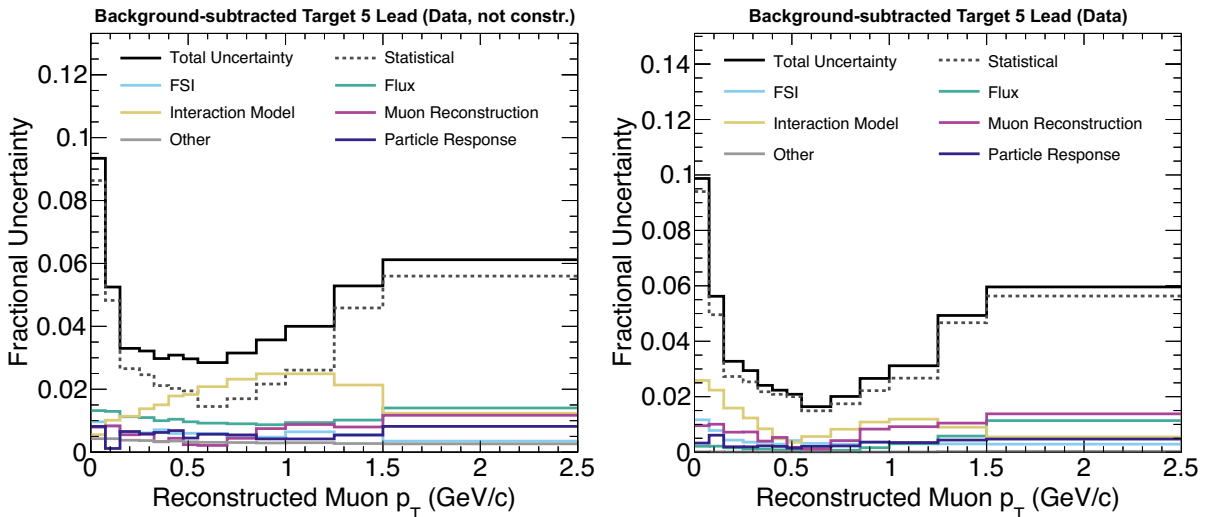 Background-subtracted Target 5 Lead (Data, not constr.)
Total Uncertainty
Statistical
FSI
Flux
Interaction Model
Muon Reconstruction
Other
Particle Response
Fractional Uncertainty
0.12
0.1
0.08
0.06
0.04
0.02
0
0 0.5 1 1.5 2 2.5
Reconstructed Muon p_T (GeV/c)
Background-subtracted Target 5 Lead (Data)
Total Uncertainty
Statistical
FSI
Flux
Interaction Model
Muon Reconstruction
Other
Particle Response
Fractional Uncertainty
0.14
0.12
0.1
0.08
0.06
0.04
0.02
0
0 0.5 1 1.5 2 2.5
Reconstructed Muon p_T (GeV/c)